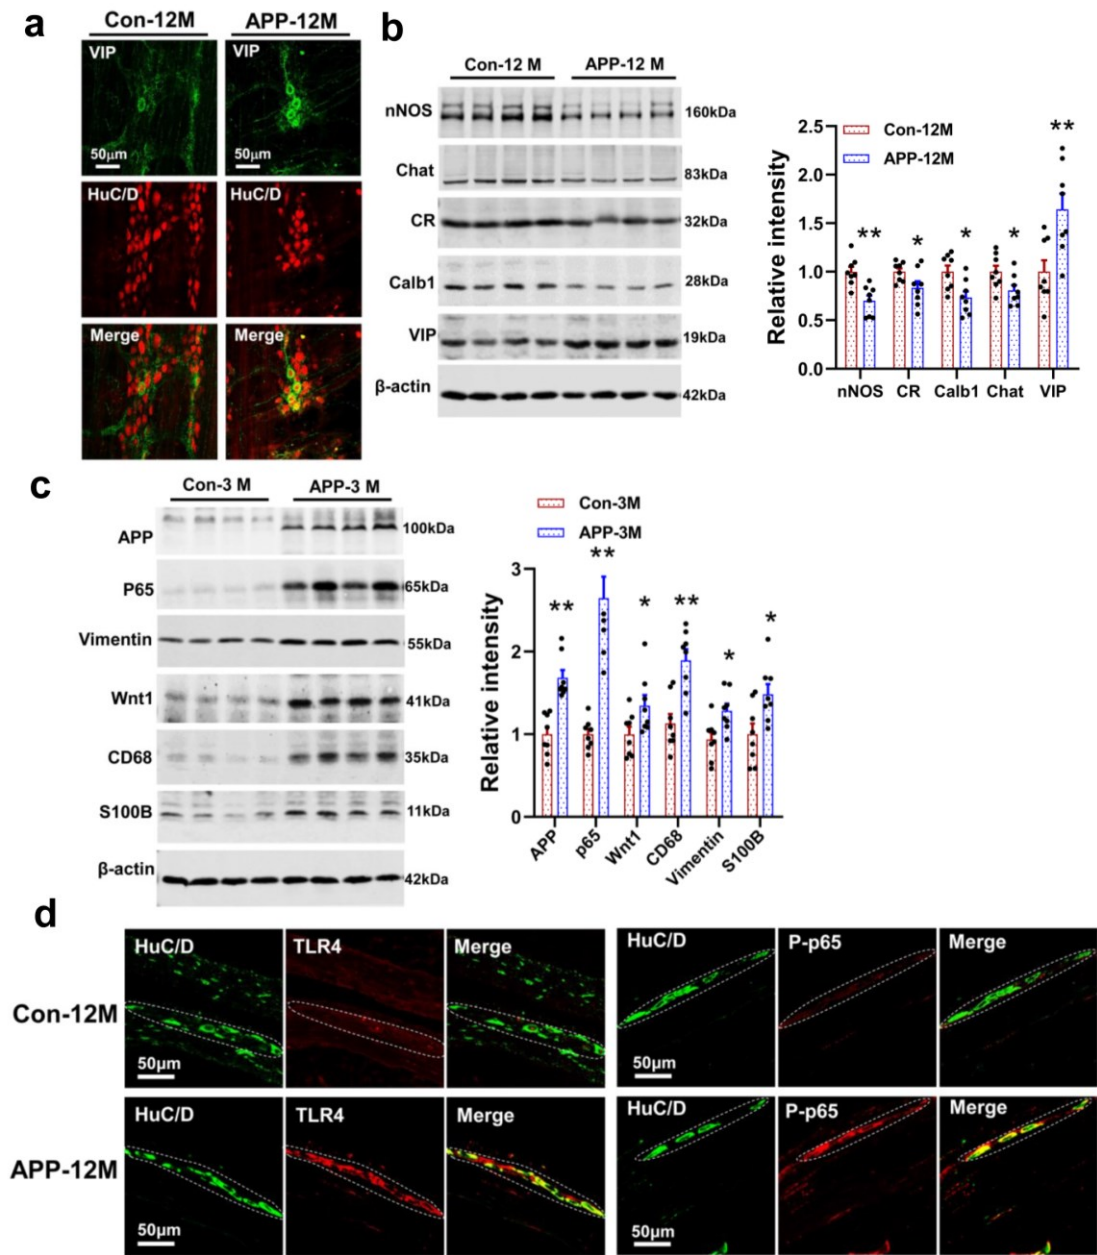 a
Con-12M APP-12M
VIP VIP
50μm 50μm
HuC/D HuC/D
Merge Merge
b
Con-12 M APP-12 M
nNOS 160kDa
Chat 83kDa
CR 32kDa
Calb1 28kDa
VIP 19kDa
β-actin 42kDa
Con-12M
APP-12M
Relative intensity
2.5
2.0
1.5
1.0
0.5
0.0
** * * * **
nNOS CR Calb1 Chat VIP
c
Con-3 M APP-3 M
APP 100kDa
P65 65kDa
Vimentin 55kDa
Wnt1 41kDa
CD68 35kDa
S100B 11kDa
β-actin 42kDa
Con-3M
APP-3M
Relative intensity
3
2
1
0
** ** * ** * *
APP p65 Wnt1 CD68 Vimentin S100B
d
Con-12M
HuC/D TLR4 Merge HuC/D P-p65 Merge
50μm 50μm
APP-12M
HuC/D TLR4 Merge HuC/D P-p65 Merge
50μm 50μm